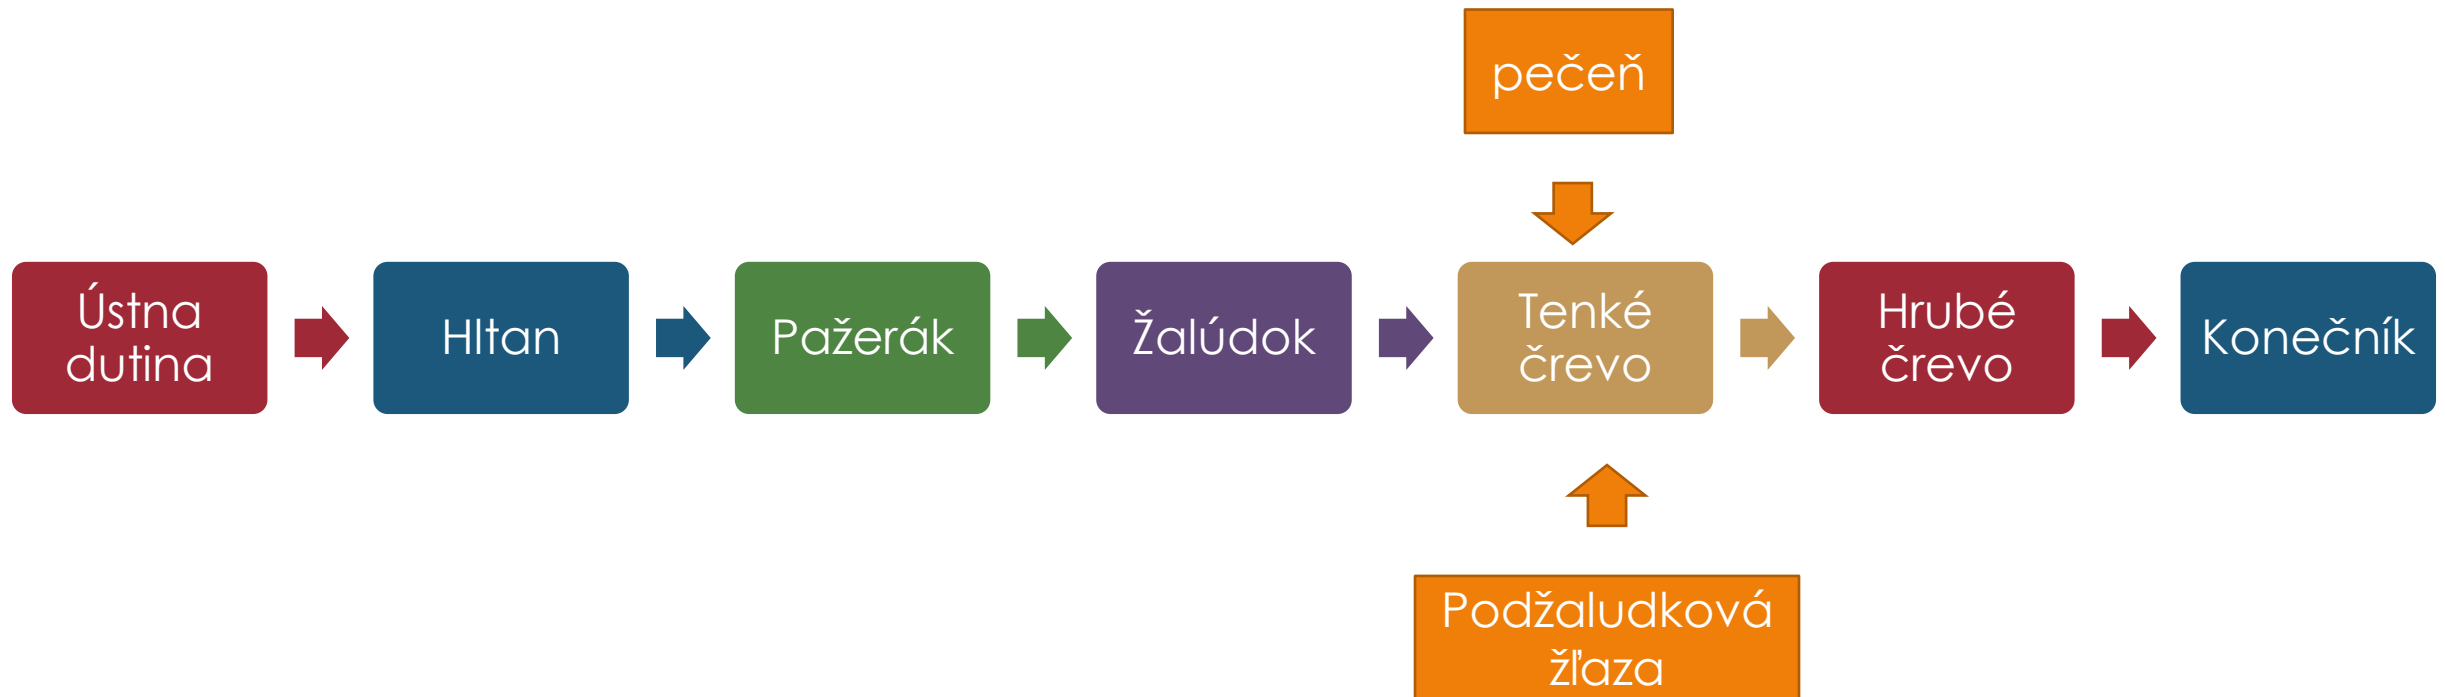 pečeň
Ústna
dutina
Hltan
Pažerák
Žalúdok
Tenké
črevo
Hrubé
črevo
Konečník
Podžaludková
žľaza